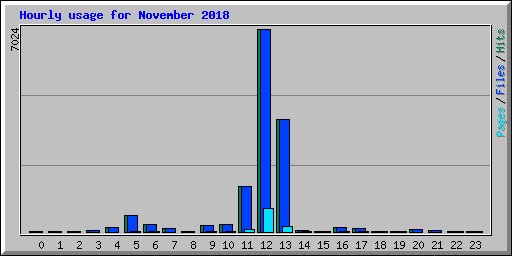 Hourly usage for November 2018
7024
Pages/Files/Hits
0 1 2 3 4 5 6 7 8 9 10 11 12 13 14 15 16 17 18 19 20 21 22 23